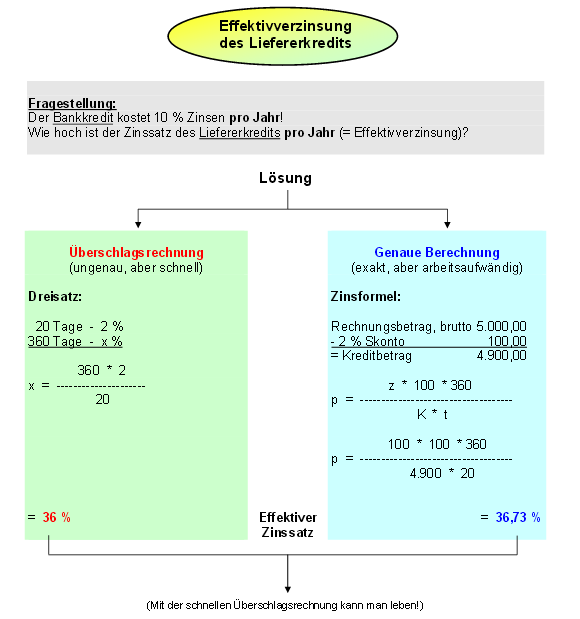 Effektivverzinsung
des Liefererkredits
Fragestellung:
Der Bankkredit kostet 10 % Zinsen pro Jahr!
Wie hoch ist der Zinssatz des Liefererkredits pro Jahr (= Effektivverzinsung)?
Lösung
Überschlagsrechnung
(ungenau, aber schnell)
Dreisatz:
20 Tage - 2 %
360 Tage - x %
360 * 2
x = ---------------------
20
= 36 %
Genaue Berechnung
(exakt, aber arbeitsaufwändig)
Zinsformel:
Rechnungsbetrag, brutto 5.000,00
- 2 % Skonto 100,00
= Kreditbetrag 4.900,00
z * 100 * 360
p = ------------------------------------
K * t
100 * 100 * 360
p = ------------------------------------
4.900 * 20
= 36,73 %
Effektiver
Zinssatz
(Mit der schnellen Überschlagsrechnung kann man leben!)